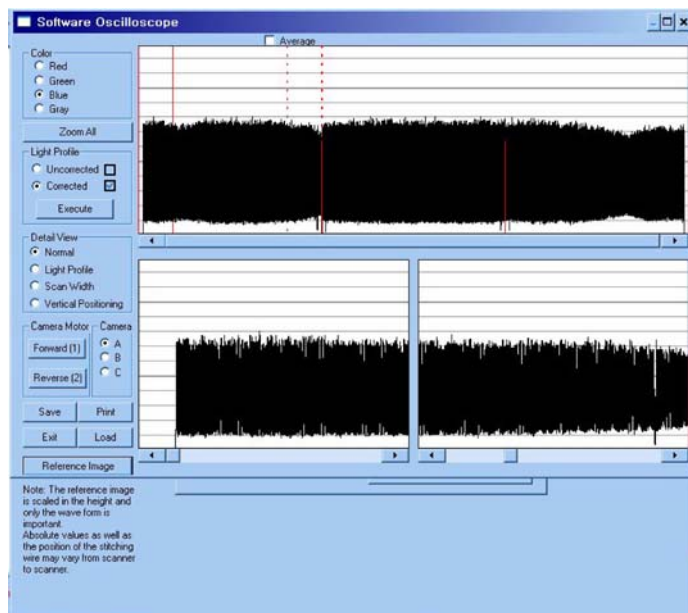 Software Oscilloscope
Average
Color
Red
Green
Blue
Gray
Zoom All
Light Profile
Uncorrected
Corrected
Execute
Detail View
Normal
Light Profile
Scan Width
Vertical Positioning
Camera Motor
Camera
Forward (1)
A
B
C
Reverse (2)
Save
Print
Exit
Load
Reference Image
Note: The reference image
is scaled in the height and
only the wave form is
important.
Absolute values as well as
the position of the stitching
wire may vary from scanner
to scanner.